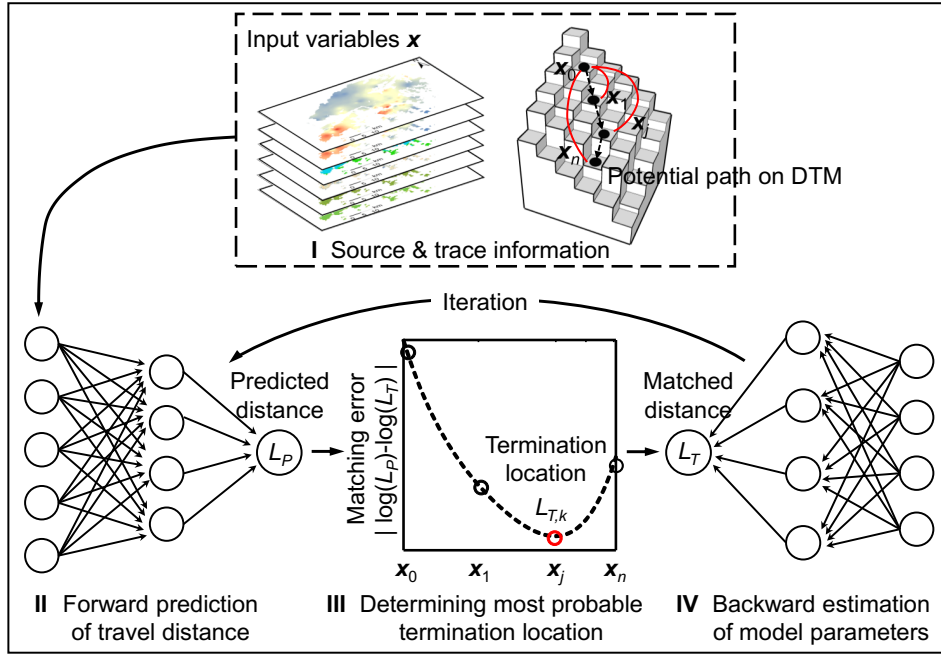 Input variables x
x0
x1
xi
xn
Potential path on DTM
I Source & trace information
Iteration
Predicted
distance
LP
Matching error
| log(LP)-log(LT) |
Termination
location
LT,k
x0 x1 xj xn
Matched
distance
LT
II Forward prediction
of travel distance
III Determining most probable
termination location
IV Backward estimation
of model parameters